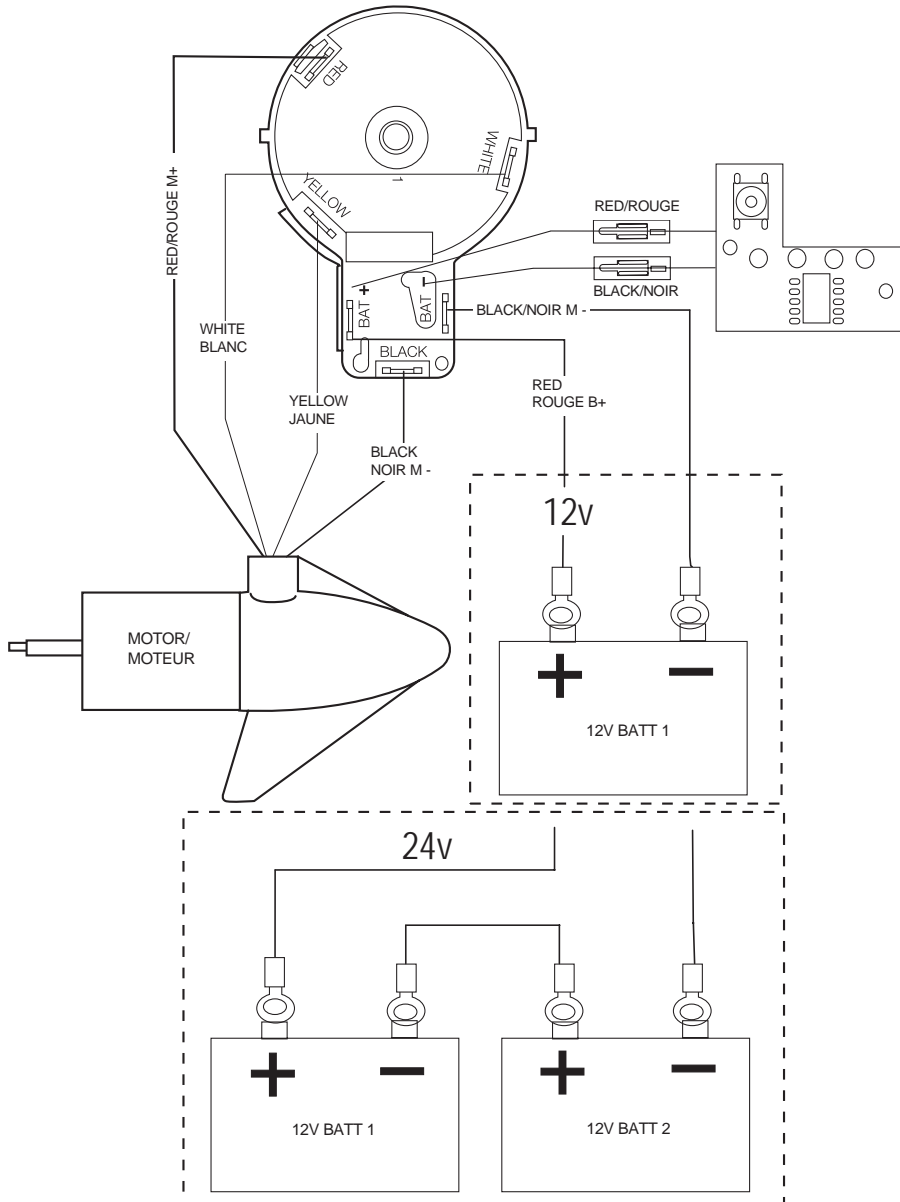 RED
WHITE
YELLOW
1
RED/ROUGE M+
RED/ROUGE
BLACK/NOIR
BAT +
BAT -
BLACK/NOIR M -
WHITE
BLANC
BLACK
YELLOW
JAUNE
RED
ROUGE B+
BLACK
NOIR M -
12v
MOTOR/
MOTEUR
+ -
12V BATT 1
24v
+ -
12V BATT 1
+ -
12V BATT 2